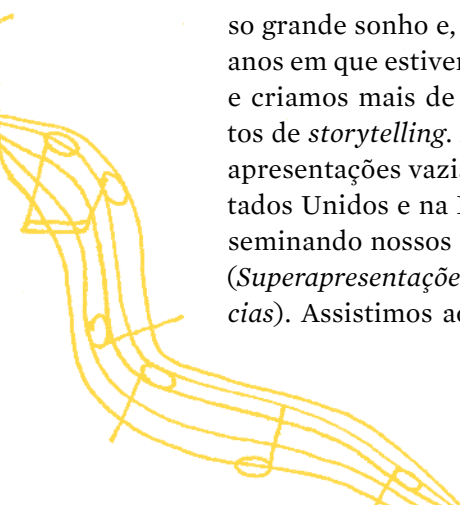 so grande sonho e,
anos em que estiver
e criamos mais de
tos de storytelling.
apresentações vazi
tados Unidos e na
seminando nossos
(Superapresentaçõe
cias). Assistimos a